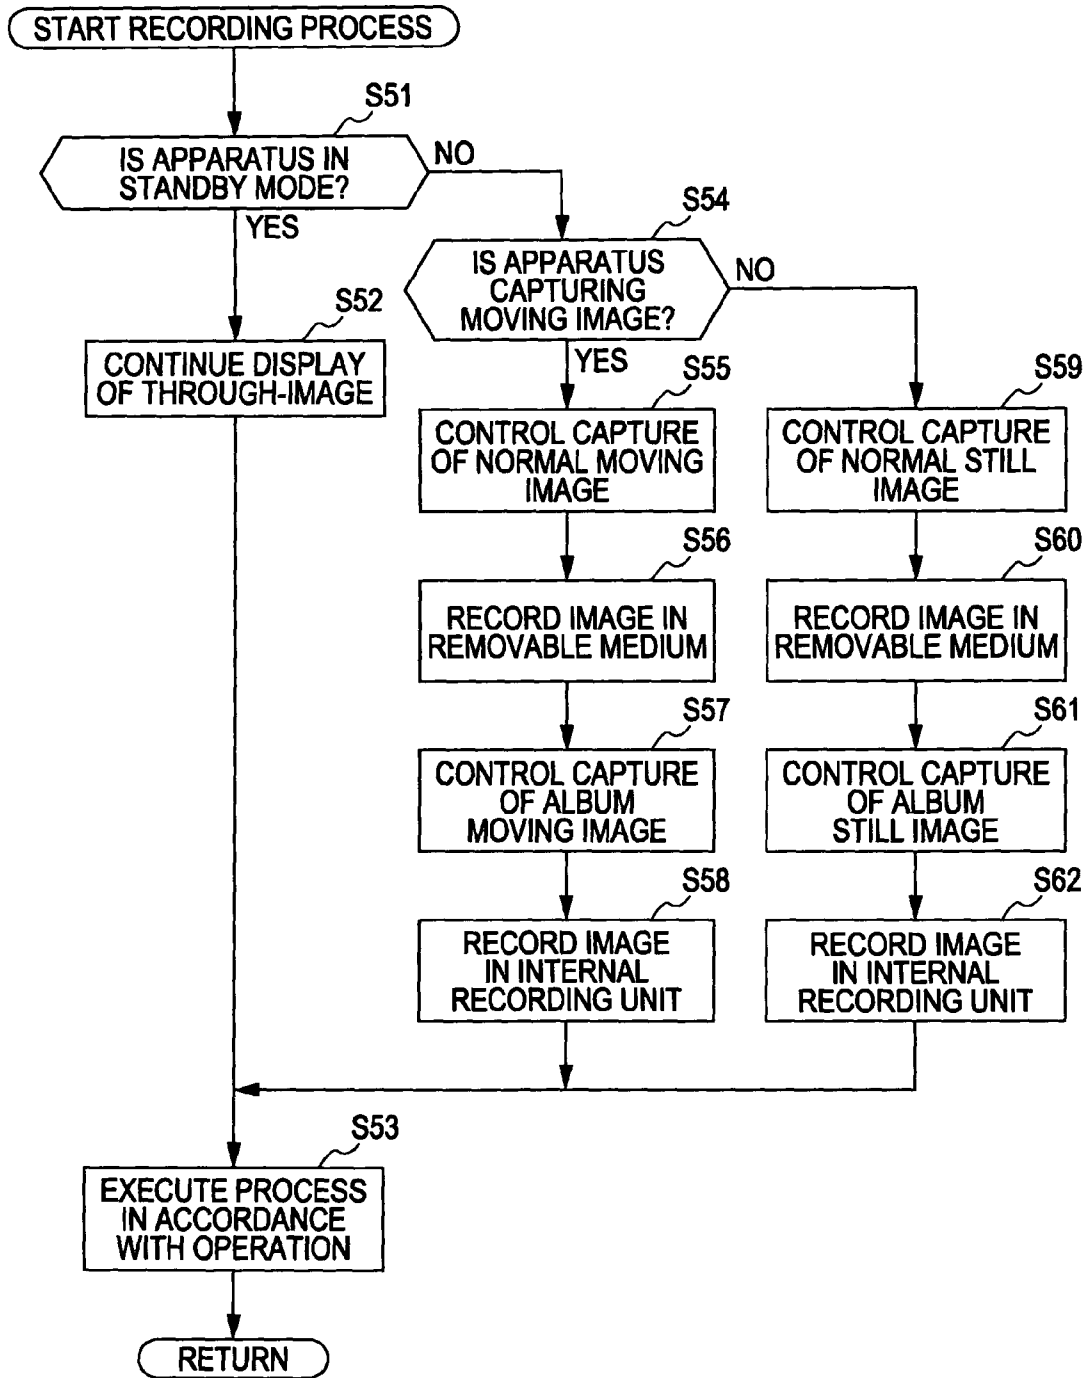 START RECORDING PROCESS
S51
IS APPARATUS IN
STANDBY MODE?
NO
YES
S54
IS APPARATUS
CAPTURING
MOVING IMAGE?
NO
YES
S52
CONTINUE DISPLAY
OF THROUGH-IMAGE
S55
CONTROL CAPTURE
OF NORMAL MOVING
IMAGE
S59
CONTROL CAPTURE
OF NORMAL STILL
IMAGE
S56
RECORD IMAGE IN
REMOVABLE MEDIUM
S60
RECORD IMAGE IN
REMOVABLE MEDIUM
S57
CONTROL CAPTURE
OF ALBUM
MOVING IMAGE
S61
CONTROL CAPTURE
OF ALBUM
STILL IMAGE
S58
RECORD IMAGE
IN INTERNAL
RECORDING UNIT
S62
RECORD IMAGE
IN INTERNAL
RECORDING UNIT
S53
EXECUTE PROCESS
IN ACCORDANCE
WITH OPERATION
RETURN